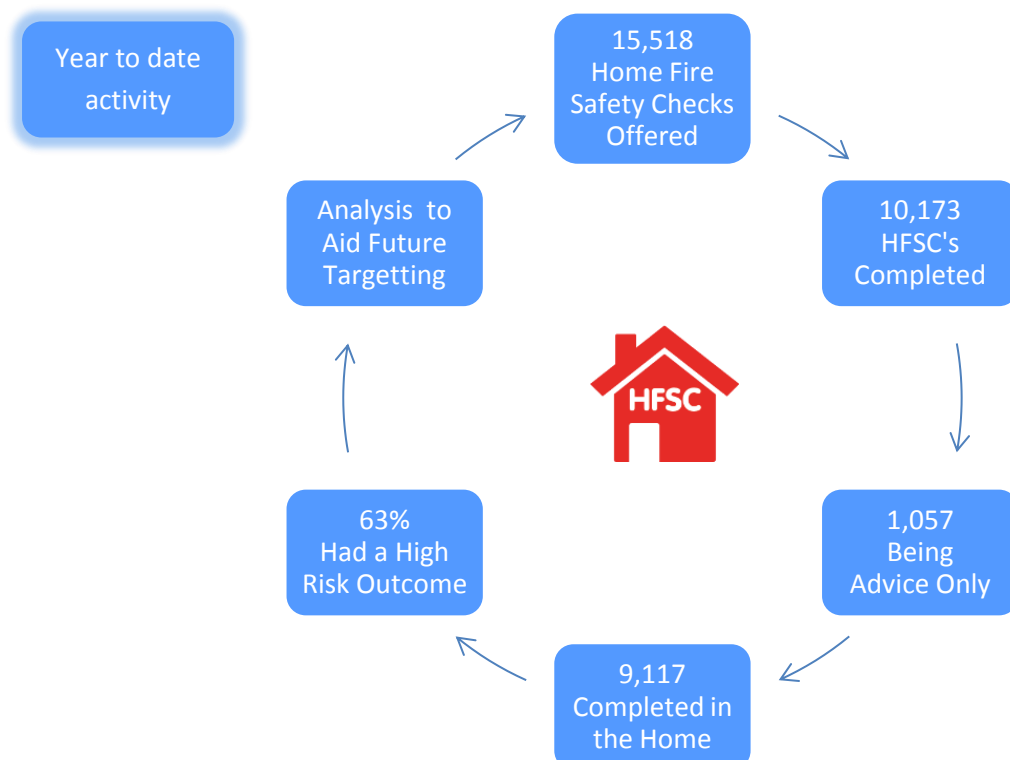 Year to date
activity
15,518
Home Fire
Safety Checks
Offered
10,173
HFSC's
Completed
1,057
Being
Advice Only
9,117
Completed in
the Home
63%
Had a High
Risk Outcome
Analysis to
Aid Future
Targetting
HFSC